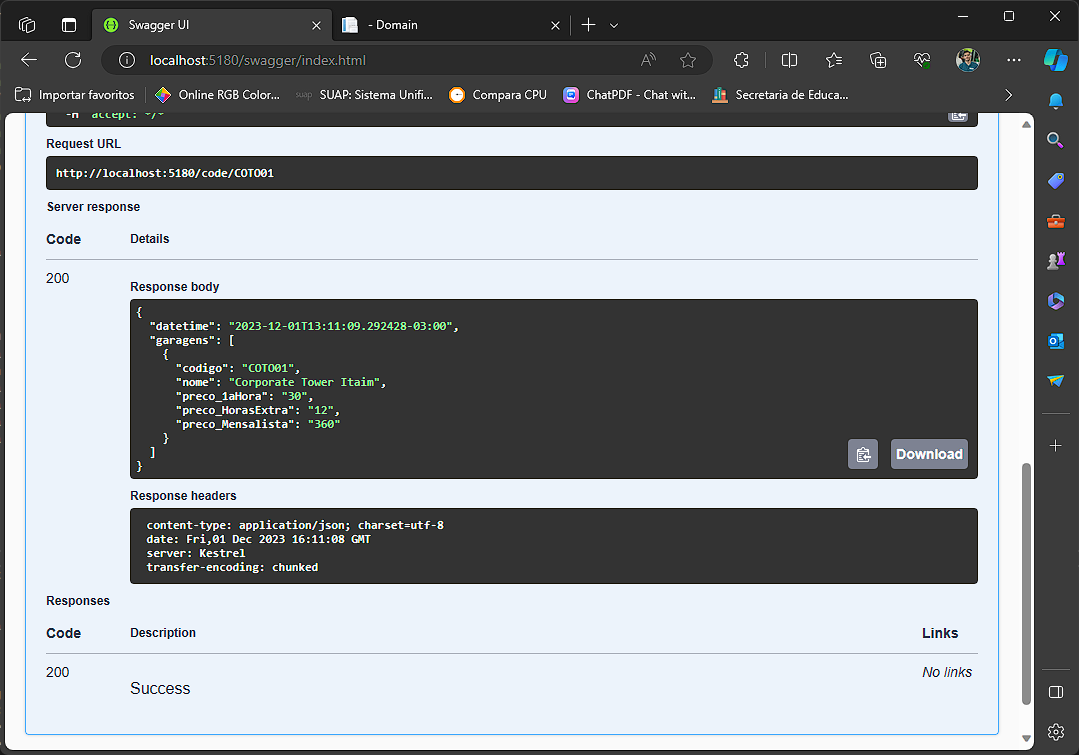 Swagger UI
- Domain
localhost:5180/swagger/index.html
Importar favoritos
Online RGB Color...
suap SUAP: Sistema Unifi...
Compara CPU
ChatPDF - Chat wit...
Secretaria de Educa...
-H 'accept: */*'
Request URL
http://localhost:5180/code/COTO01
Server response
Code Details
200
Response body
{
"datetime": "2023-12-01T13:11:09.292428-03:00",
"garagens": [
{
"codigo": "COTO01",
"nome": "Corporate Tower Itaim",
"preco_1aHora": "30",
"preco_HorasExtra": "12",
"preco_Mensalista": "360"
}
]
}
Download
Response headers
content-type: application/json; charset=utf-8
date: Fri,01 Dec 2023 16:11:08 GMT
server: Kestrel
transfer-encoding: chunked
Responses
Code Description Links
200 No links
Success